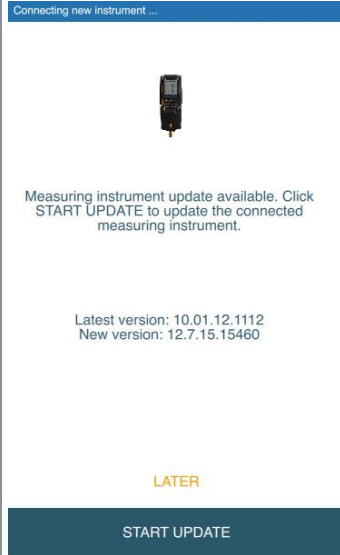 Connecting new instrument ...
Measuring instrument update available. Click
START UPDATE to update the connected
measuring instrument.
Latest version: 10.01.12.1112
New version: 12.7.15.15460
LATER
START UPDATE